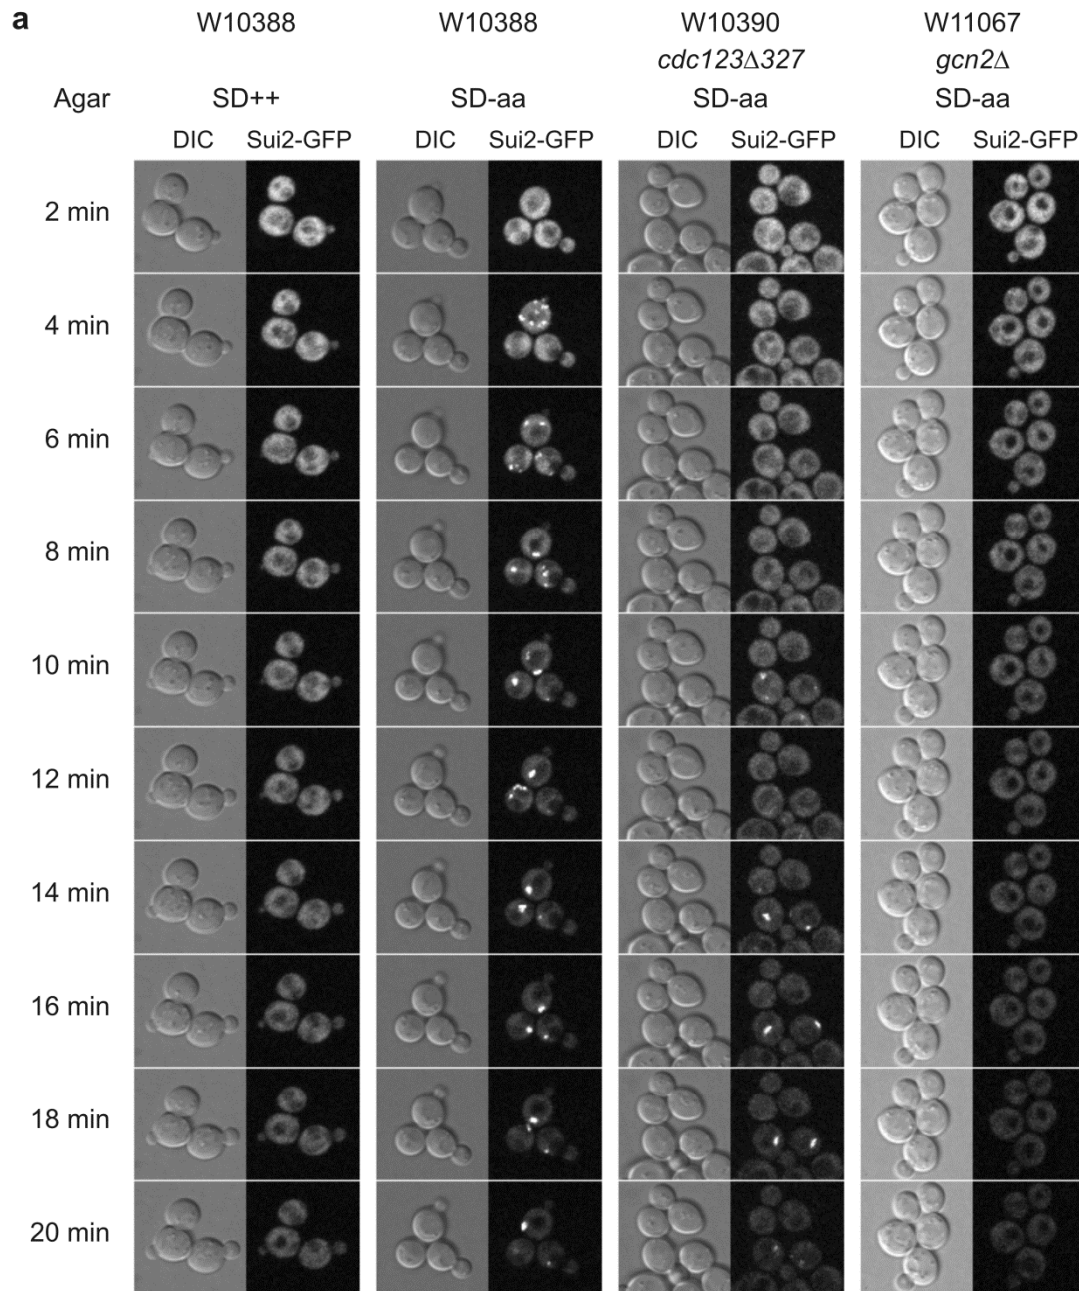 a
W10388 W10388 W10390 W11067
cdc123Δ327 gcn2Δ
Agar SD++ SD-aa SD-aa SD-aa
DIC Sui2-GFP DIC Sui2-GFP DIC Sui2-GFP DIC Sui2-GFP
2 min
4 min
6 min
8 min
10 min
12 min
14 min
16 min
18 min
20 min